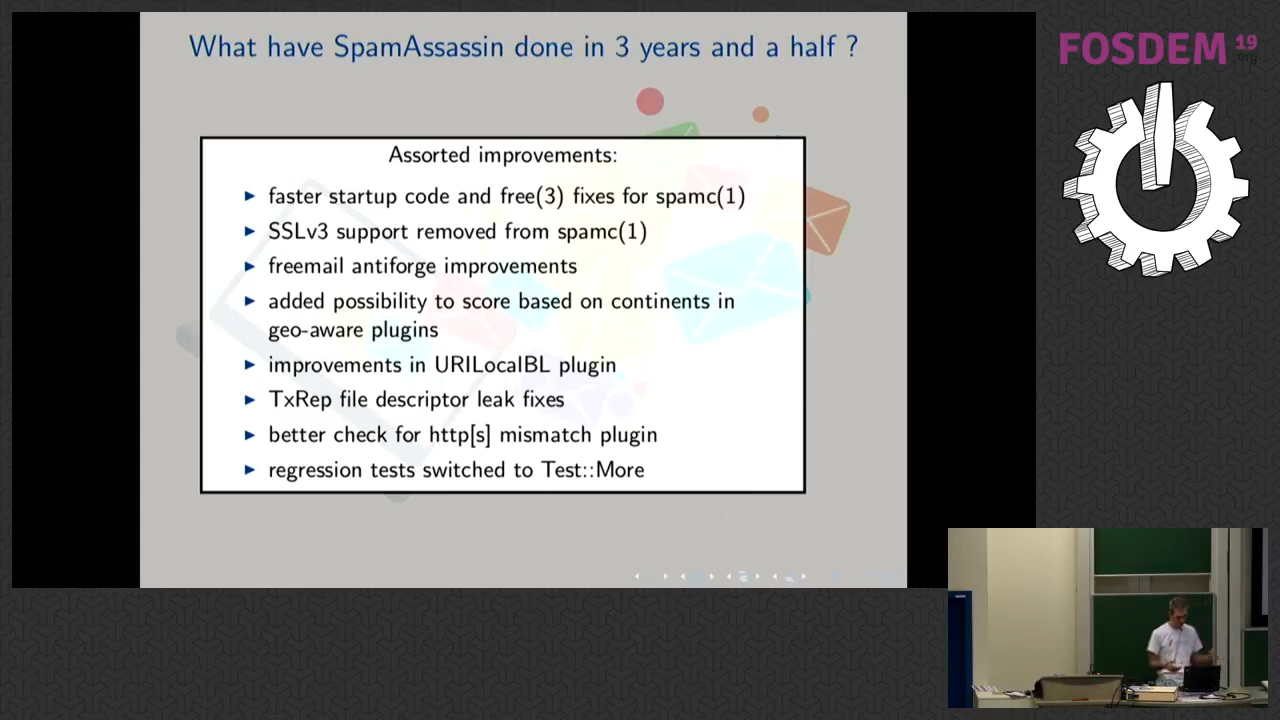 What have SpamAssassin done in 3 years and a half ?
FOSDEM 19
.org
Assorted improvements:
▶ faster startup code and free(3) fixes for spamc(1)
▶ SSLv3 support removed from spamc(1)
▶ freemail antiforge improvements
▶ added possibility to score based on continents in
geo-aware plugins
▶ improvements in URILocalBL plugin
▶ TxRep file descriptor leak fixes
▶ better check for http[s] mismatch plugin
▶ regression tests switched to Test::More